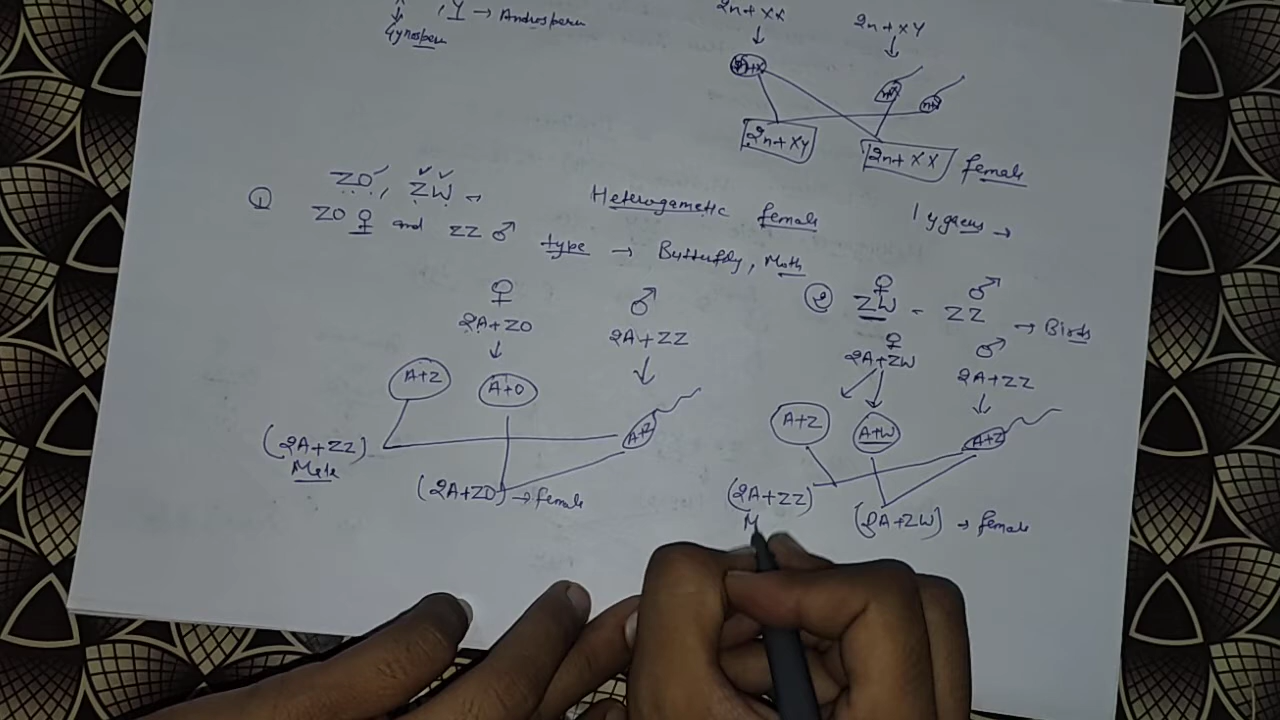 , Y → Androsperm
Gynosperm
2n+XX
2n+XY
2n+XY
2n+XX female
ZO, ZW →
Heterogametic female
lygaeus →
① ZO ♀ and ZZ ♂ type → Butterfly, Moth
♀ ♂
2A+ZO 2A+ZZ
A+Z A+O A+Z
(2A+ZZ)
Male
(2A+ZO) → female
② ♀ ♂
ZW - ZZ → Birds
♀ ♂
2A+ZW 2A+ZZ
A+Z A+W A+Z
(2A+ZZ) (2A+ZW) → female
M